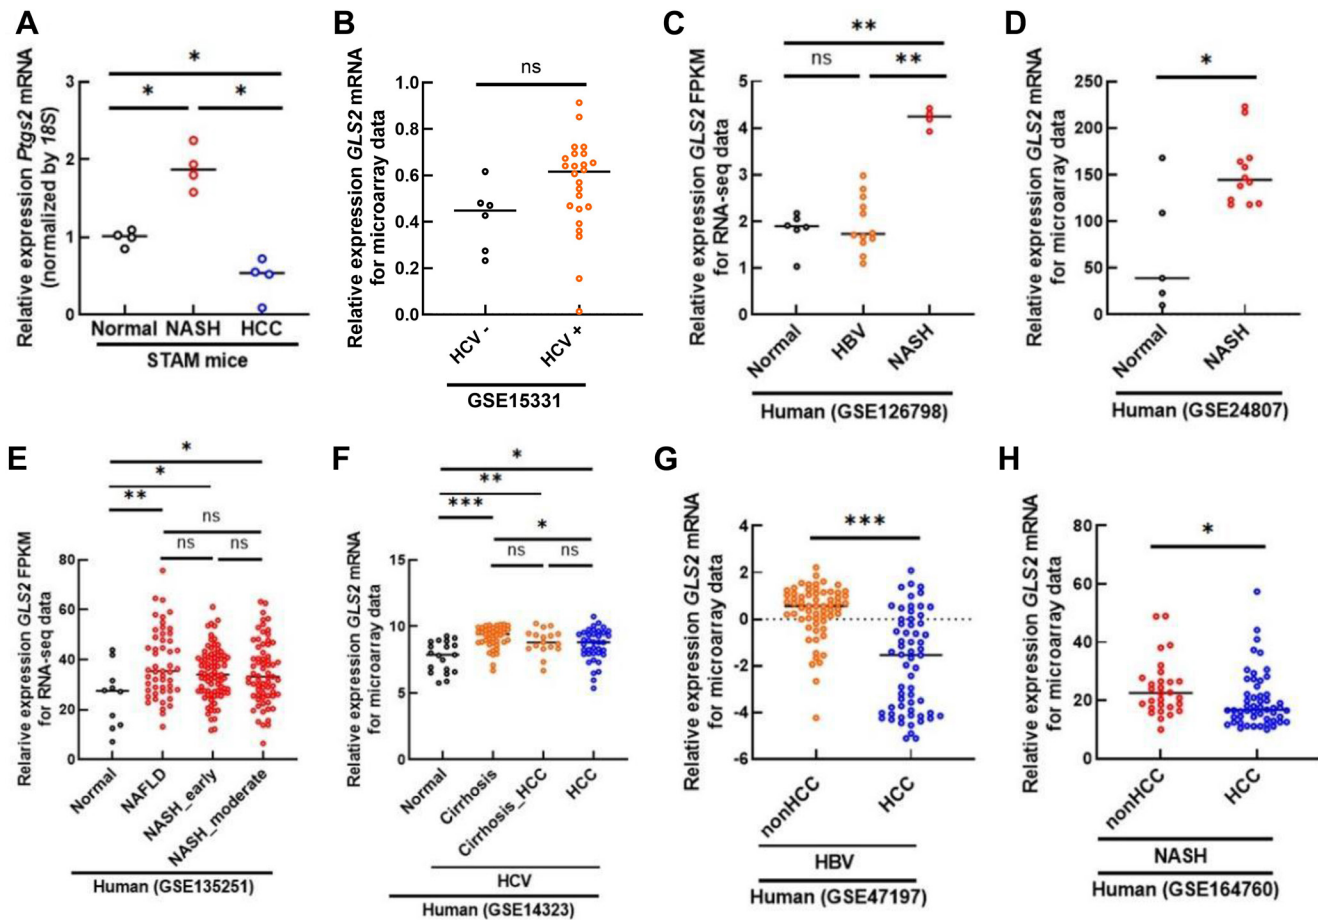 A
Relative expression Ptgs2 mRNA
(normalized by 18S)
*
*
*
3
2
1
0
Normal NASH HCC
STAM mice
B
Relative expression GLS2 mRNA
for microarray data
ns
1.0
0.8
0.6
0.4
0.2
0.0
HCV -
HCV +
GSE15331
C
Relative expression GLS2 FPKM
for RNA-seq data
**
ns
**
5
4
3
2
1
0
Normal
HBV
NASH
Human (GSE126798)
D
Relative expression GLS2 mRNA
for microarray data
*
250
200
150
100
50
0
Normal
NASH
Human (GSE24807)
E
Relarive expression GLS2 FPKM
for RNA-seq data
*
*
**
ns
ns
ns
80
60
40
20
0
Normal
NAFLD
NASH_early
NASH_moderate
Human (GSE135251)
F
Relative expression GLS2 mRNA
for microarray data
*
**
***
*
ns
ns
15
10
5
0
Normal
Cirrhosis
Cirrhosis_HCC
HCC
HCV
Human (GSE14323)
G
Relative expression GLS2 mRNA
for microarray data
***
4
2
0
-2
-4
-6
nonHCC
HCC
HBV
Human (GSE47197)
H
Relative expression GLS2 mRNA
for microarray data
*
80
60
40
20
0
nonHCC
HCC
NASH
Human (GSE164760)